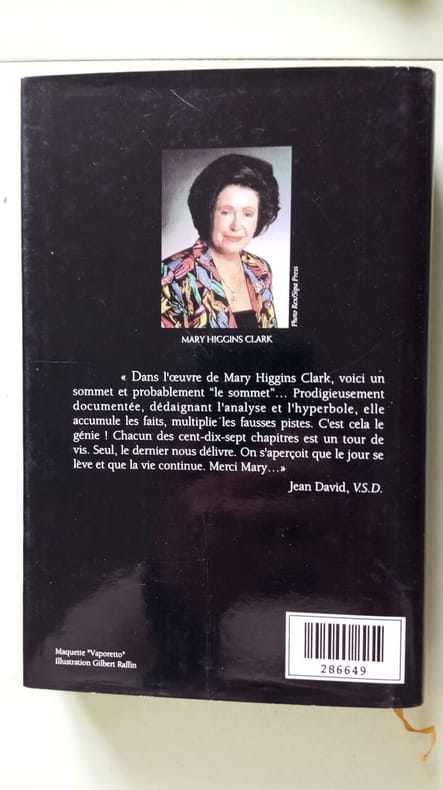 Photo Rex/Sipa Press
MARY HIGGINS CLARK
« Dans l'œuvre de Mary Higgins Clark, voici un
sommet et probablement "le sommet"... Prodigieusement
documentée, dédaignant l'analyse et l'hyperbole, elle
accumule les faits, multiplie les fausses pistes. C'est cela le
génie ! Chacun des cent-dix-sept chapitres est un tour de
vis. Seul, le dernier nous délivre. On s'aperçoit que le jour se
lève et que la vie continue. Merci Mary...»
Jean David, V.S.D.
Maquette "Vaporetto"
Illustration Gilbert Raffin
286649